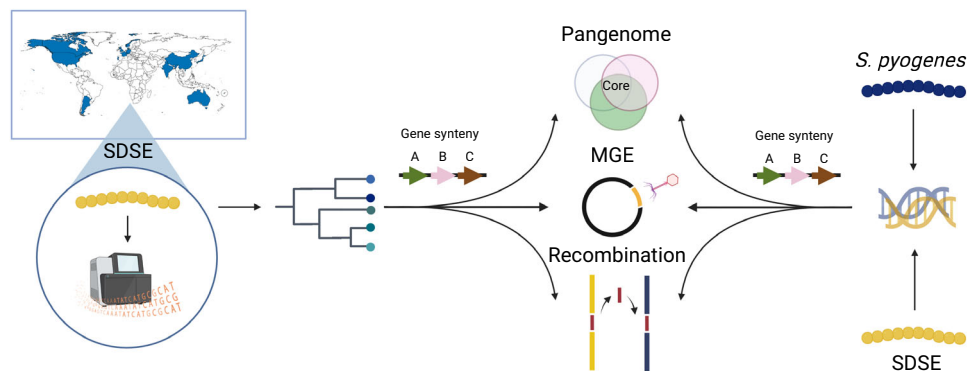 Pangenome
Core
S. pyogenes
SDSE
Gene synteny
A B C
MGE
Gene synteny
A B C
Recombination
SDSE